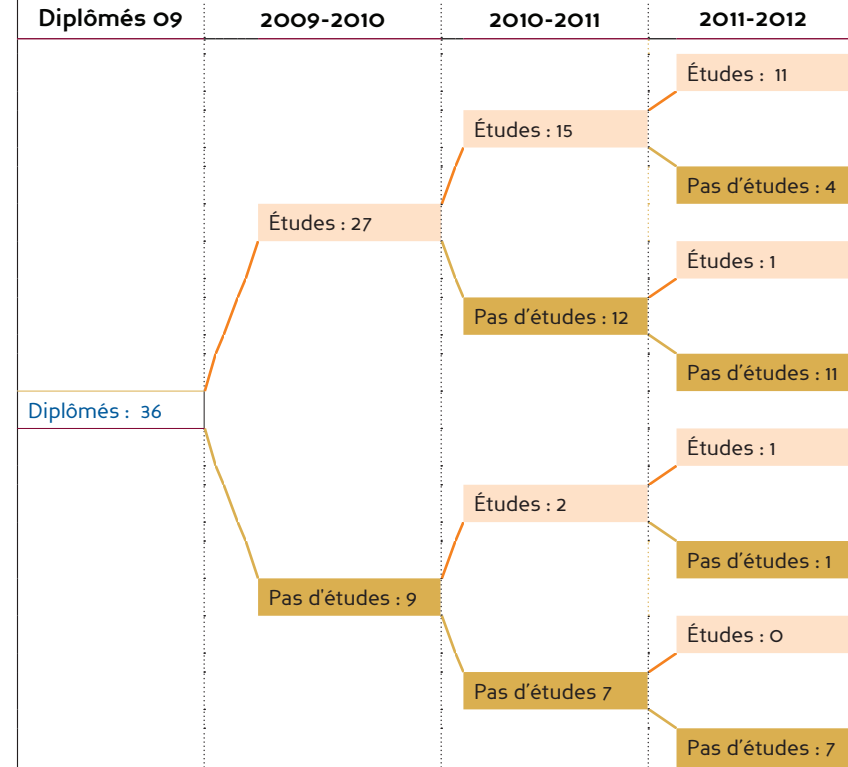 Diplômés 09 2009-2010 2010-2011 2011-2012
Études : 11
Études : 15
Pas d'études : 4
Études : 27
Études : 1
Pas d'études : 12
Pas d'études : 11
Diplômés : 36
Études : 1
Études : 2
Pas d'études : 1
Pas d'études : 9
Études : 0
Pas d'études 7
Pas d'études : 7